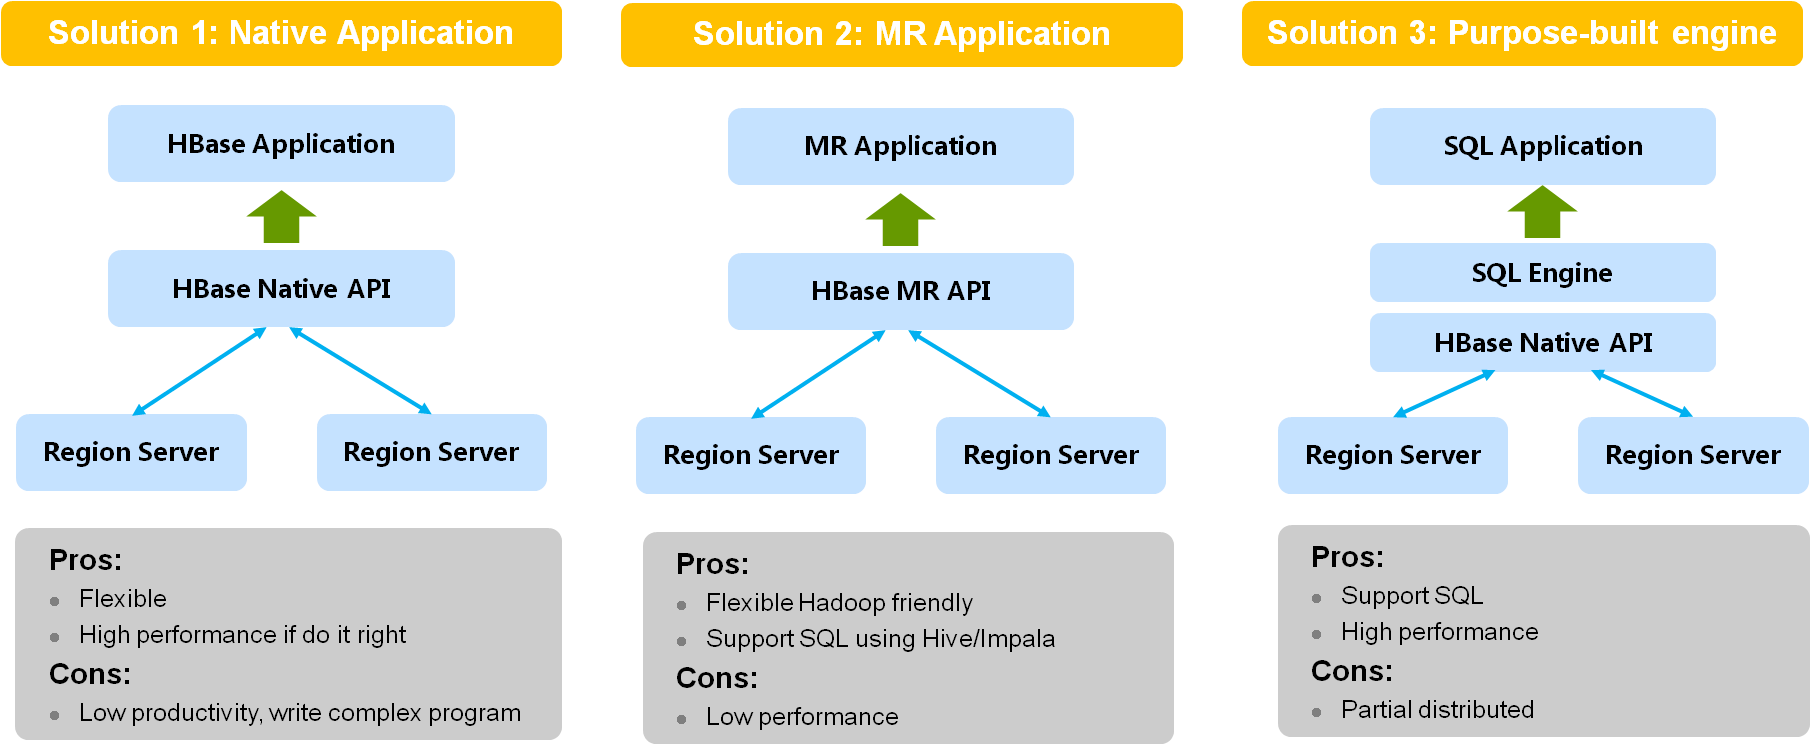 Solution 1: Native Application
HBase Application
HBase Native API
Region Server
Region Server
Pros:
Flexible
High performance if do it right
Cons:
Low productivity, write complex program
Solution 2: MR Application
MR Application
HBase MR API
Region Server
Region Server
Pros:
Flexible Hadoop friendly
Support SQL using Hive/Impala
Cons:
Low performance
Solution 3: Purpose-built engine
SQL Application
SQL Engine
HBase Native API
Region Server
Region Server
Pros:
Support SQL
High performance
Cons:
Partial distributed